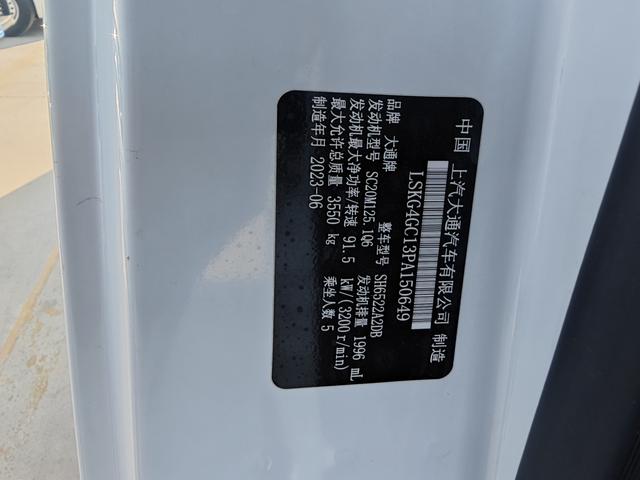 中国 上汽大通汽车有限公司 制造
LSKG4GC13PA150649
品牌 大通牌 整车型号 SH6522A2DB
发动机型号 SC20M125.1Q6 发动机排量 1996 mL
发动机最大净功率/转速 91.5 kW/(3200r/min)
最大允许总质量 3550 kg 乘坐人数 5
制造年月 2023-06